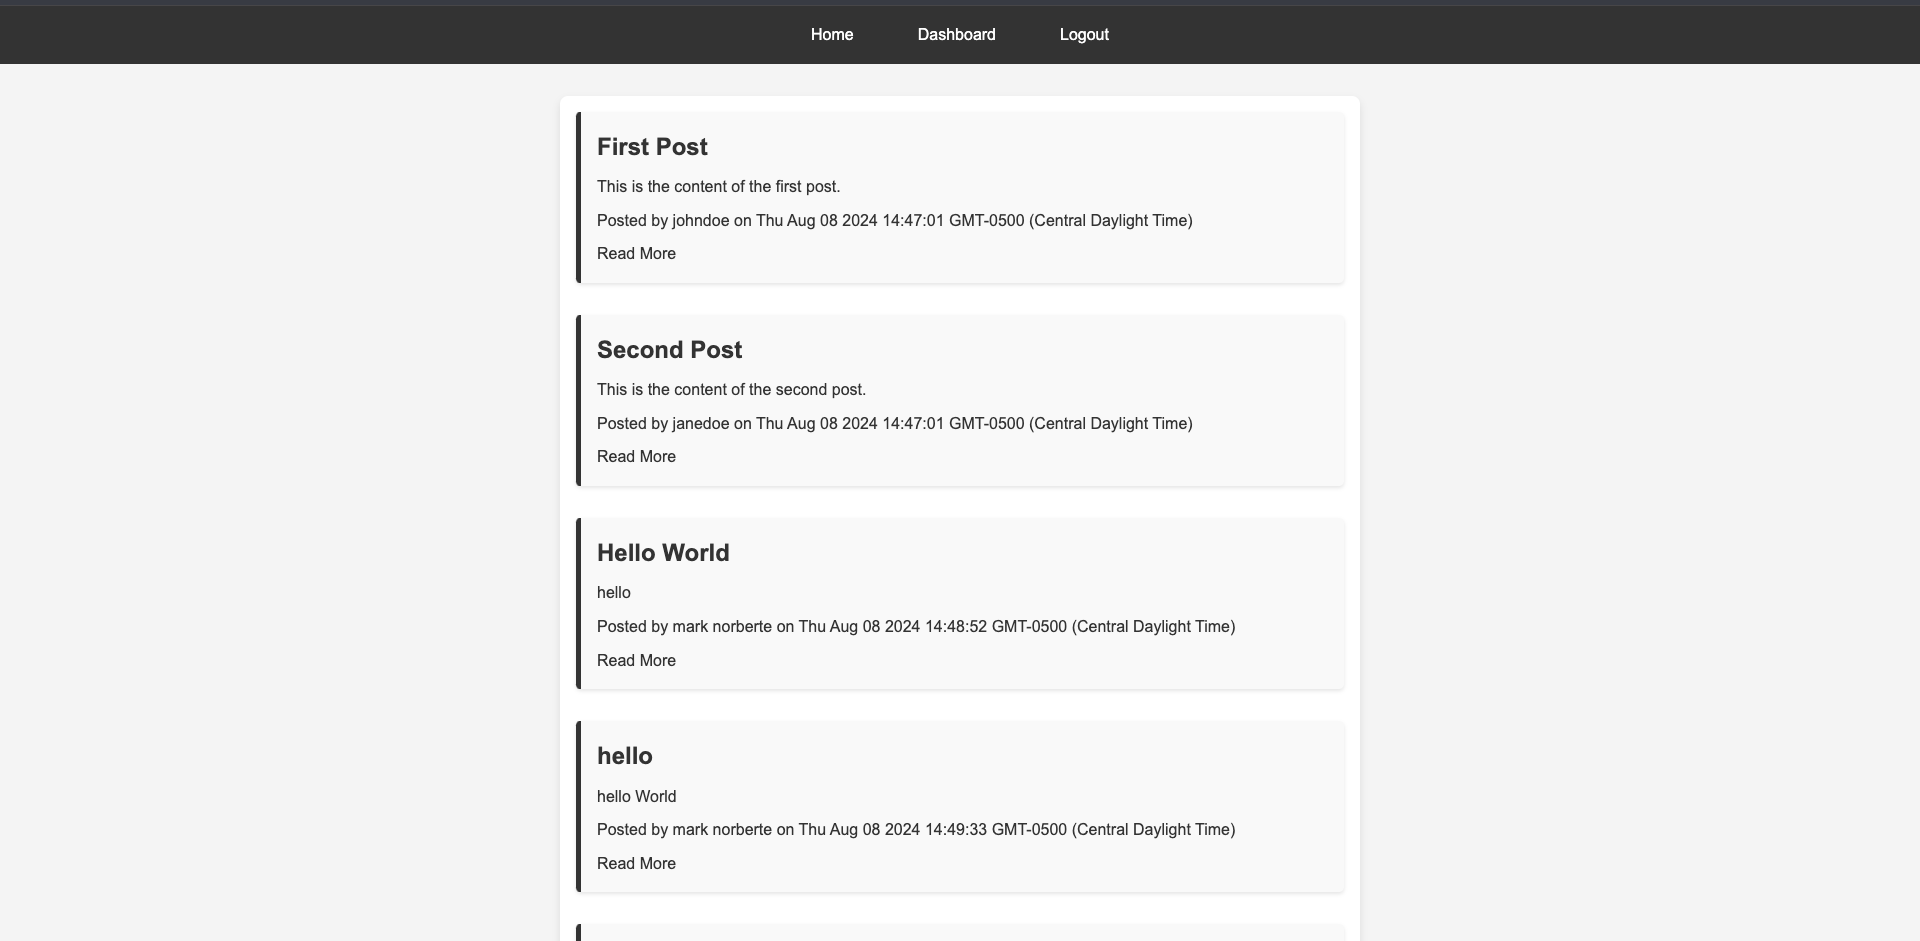 Home Dashboard Logout
First Post
This is the content of the first post.
Posted by johndoe on Thu Aug 08 2024 14:47:01 GMT-0500 (Central Daylight Time)
Read More
Second Post
This is the content of the second post.
Posted by janedoe on Thu Aug 08 2024 14:47:01 GMT-0500 (Central Daylight Time)
Read More
Hello World
hello
Posted by mark norberte on Thu Aug 08 2024 14:48:52 GMT-0500 (Central Daylight Time)
Read More
hello
hello World
Posted by mark norberte on Thu Aug 08 2024 14:49:33 GMT-0500 (Central Daylight Time)
Read More